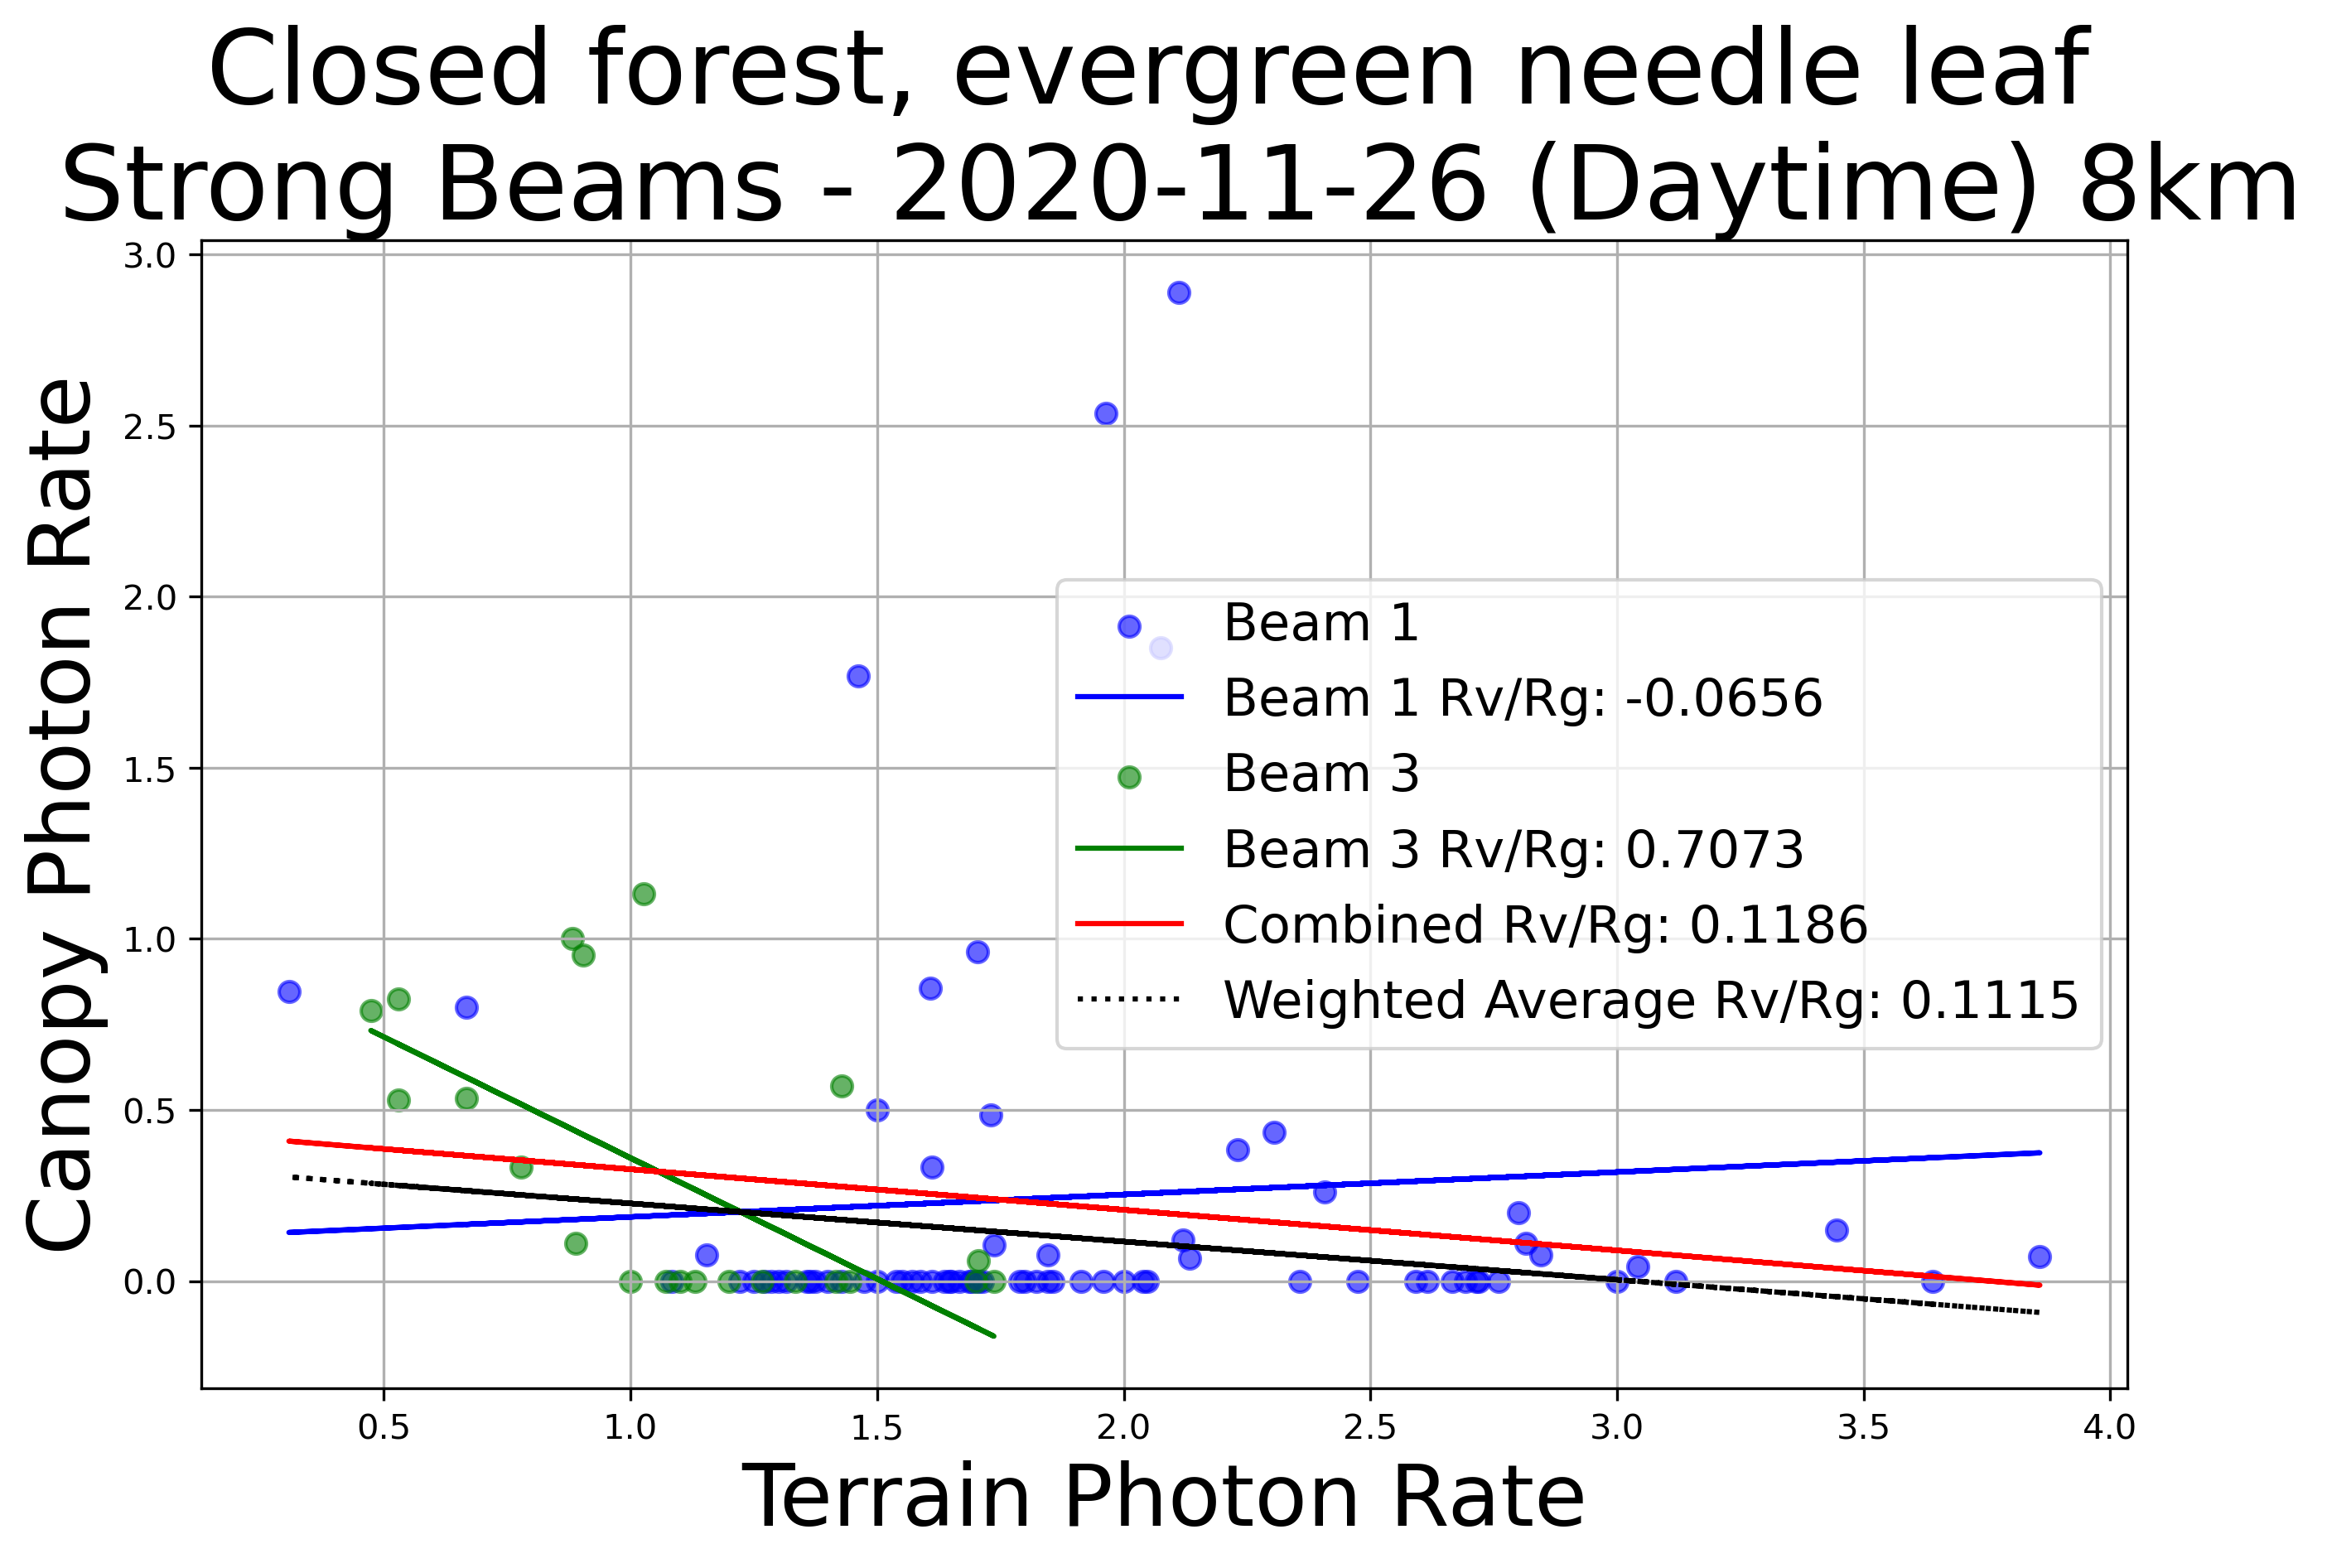 Closed forest, evergreen needle leaf
Strong Beams - 2020-11-26 (Daytime) 8km
Canopy Photon Rate
3.0
2.5
2.0
1.5
1.0
0.5
0.0
Beam 1
Beam 1 Rv/Rg: -0.0656
Beam 3
Beam 3 Rv/Rg: 0.7073
Combined Rv/Rg: 0.1186
Weighted Average Rv/Rg: 0.1115
0.5 1.0 1.5 2.0 2.5 3.0 3.5 4.0
Terrain Photon Rate